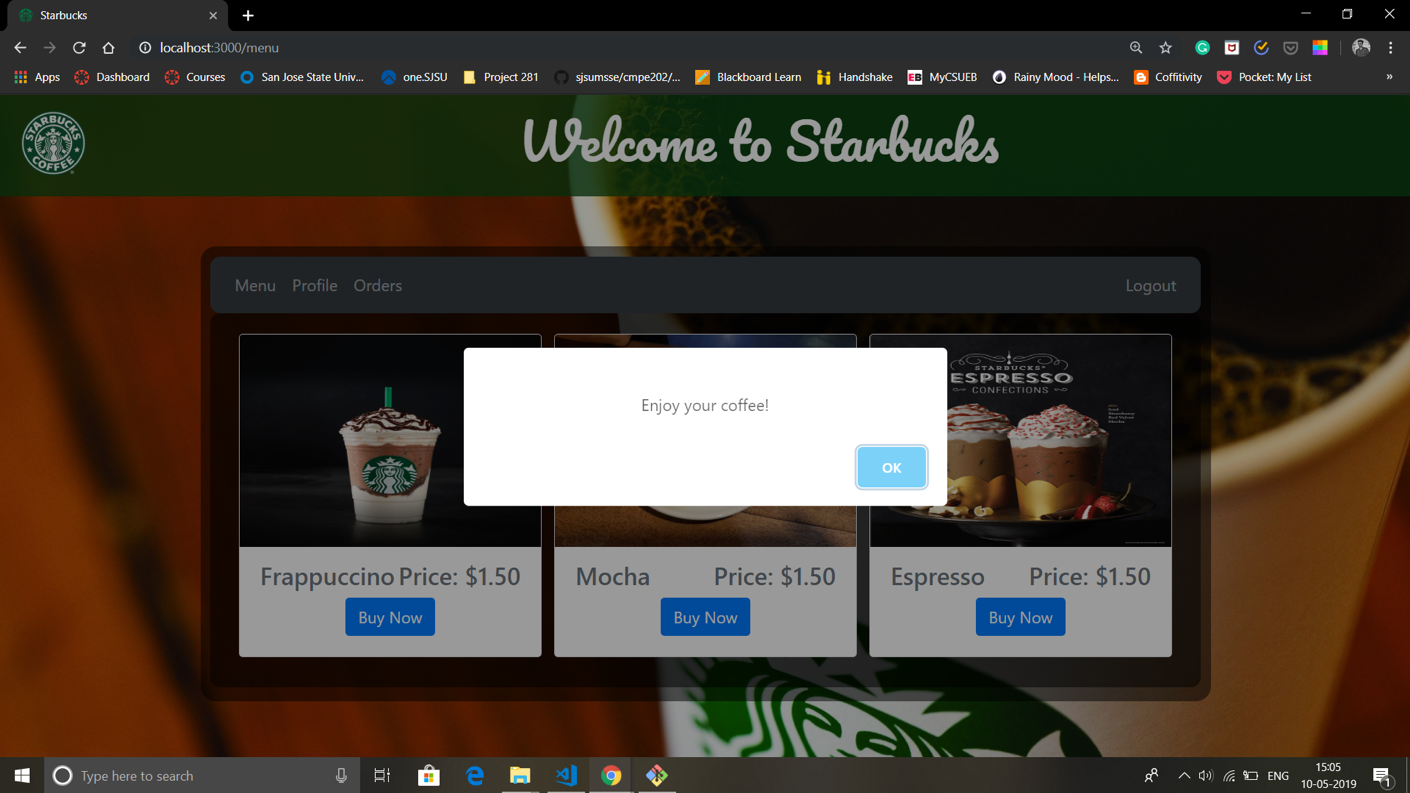 Starbucks
localhost:3000/menu
Apps Dashboard Courses San Jose State Univ... one.SJSU Project 281 sjsumsse/cmpe202/... Blackboard Learn EB Handshake MyCSUEB Rainy Mood - Helps... Coffitivity Pocket: My List »
STARBUCKS
COFFEE
Welcome to Starbucks
Menu Profile Orders Logout
STARBUCKS
ESPRESSO
CONFECTIONS
Enjoy your coffee!
OK
Frappuccino Price: $1.50 Mocha Price: $1.50 Espresso Price: $1.50
Buy Now Buy Now Buy Now
Type here to search
ENG
15:05
10-05-2019
1